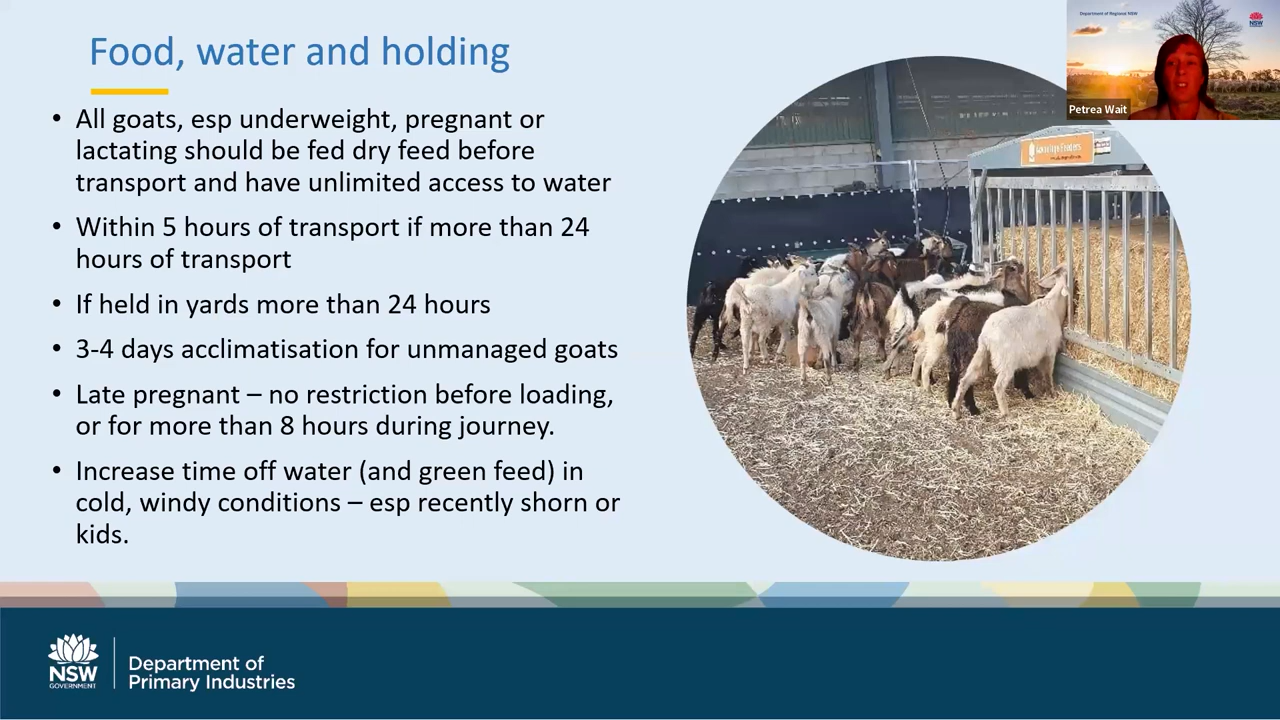 Food, water and holding
• All goats, esp underweight, pregnant or
lactating should be fed dry feed before
transport and have unlimited access to water
• Within 5 hours of transport if more than 24
hours of transport
• If held in yards more than 24 hours
• 3-4 days acclimatisation for unmanaged goats
• Late pregnant – no restriction before loading,
or for more than 8 hours during journey.
• Increase time off water (and green feed) in
cold, windy conditions – esp recently shorn or
kids.
Department of Regional NSW
NSW
Petrea Wait
Advantage Feeders
NSW
GOVERNMENT
Department of
Primary Industries